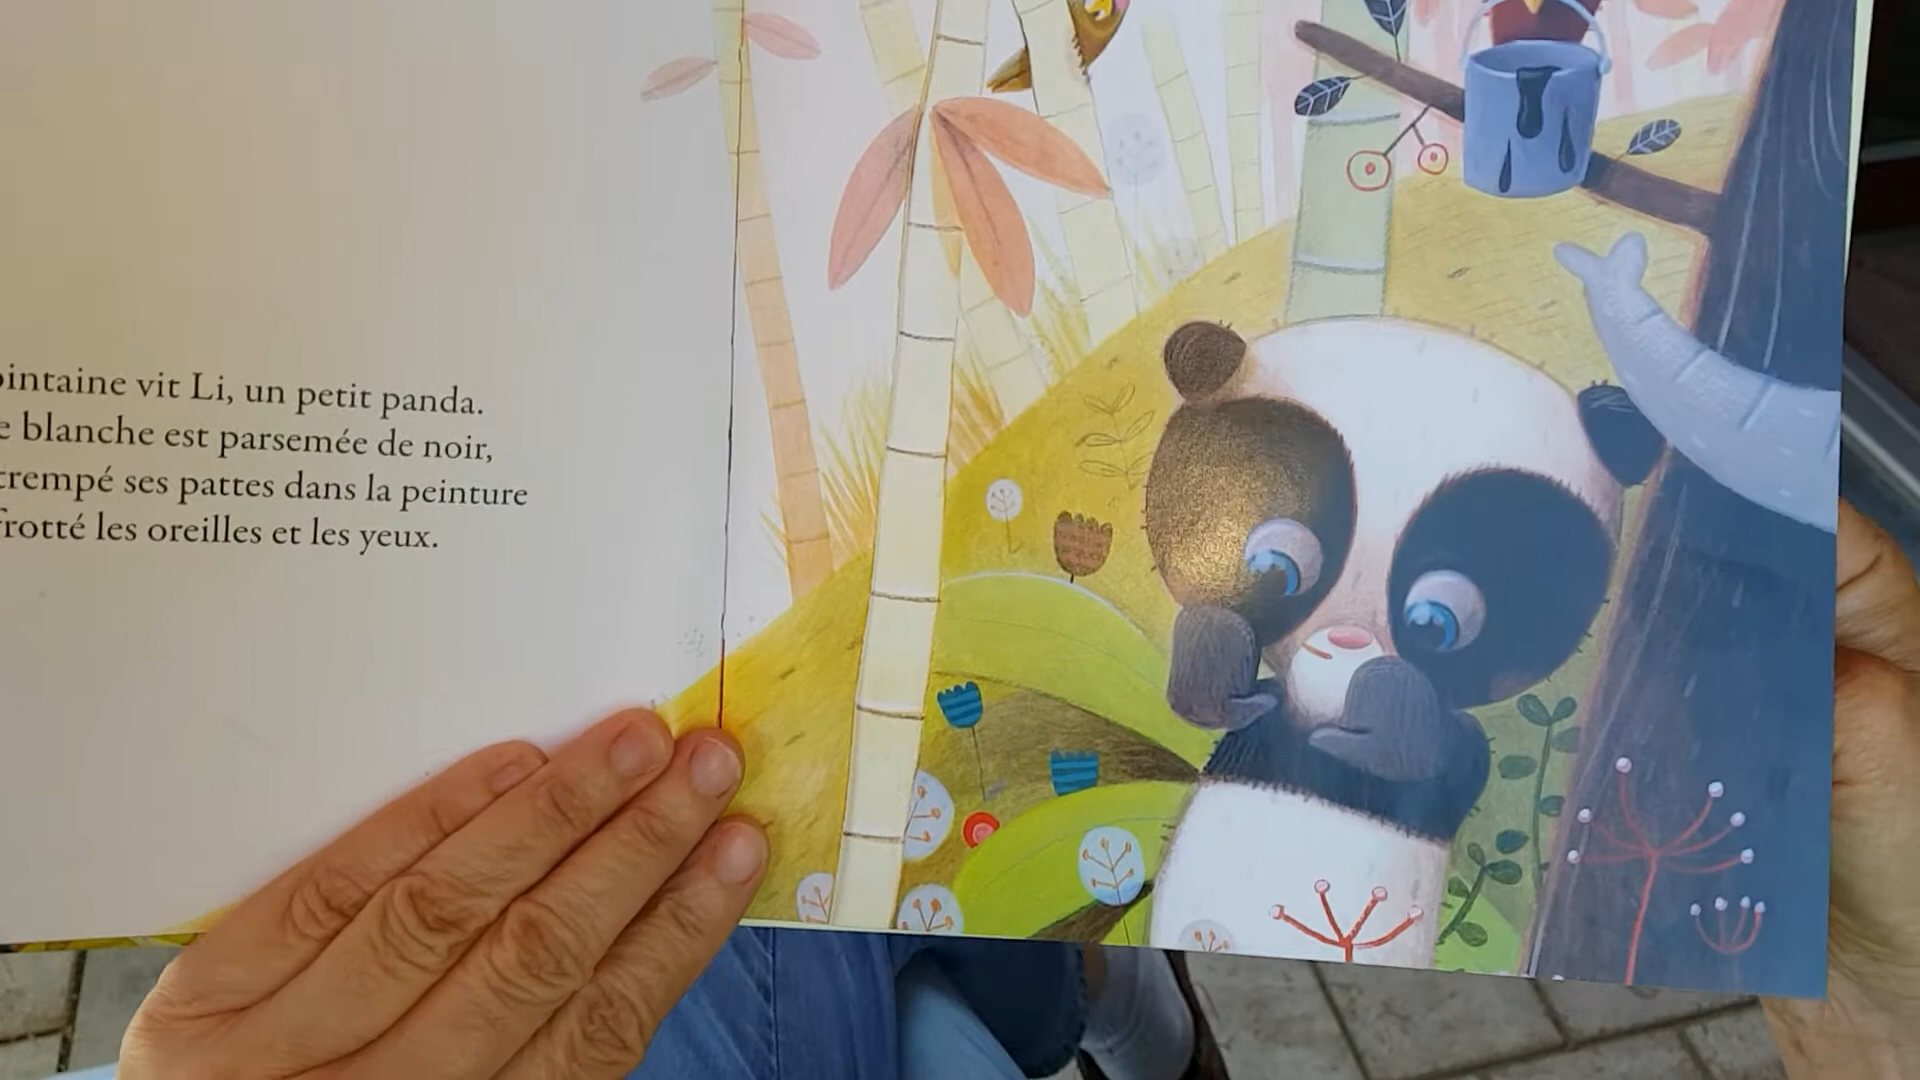 vit Li, un petit panda.
blanche est parsemée de noir,
trempé ses pattes dans la peinture
frotté les oreilles et les yeux.